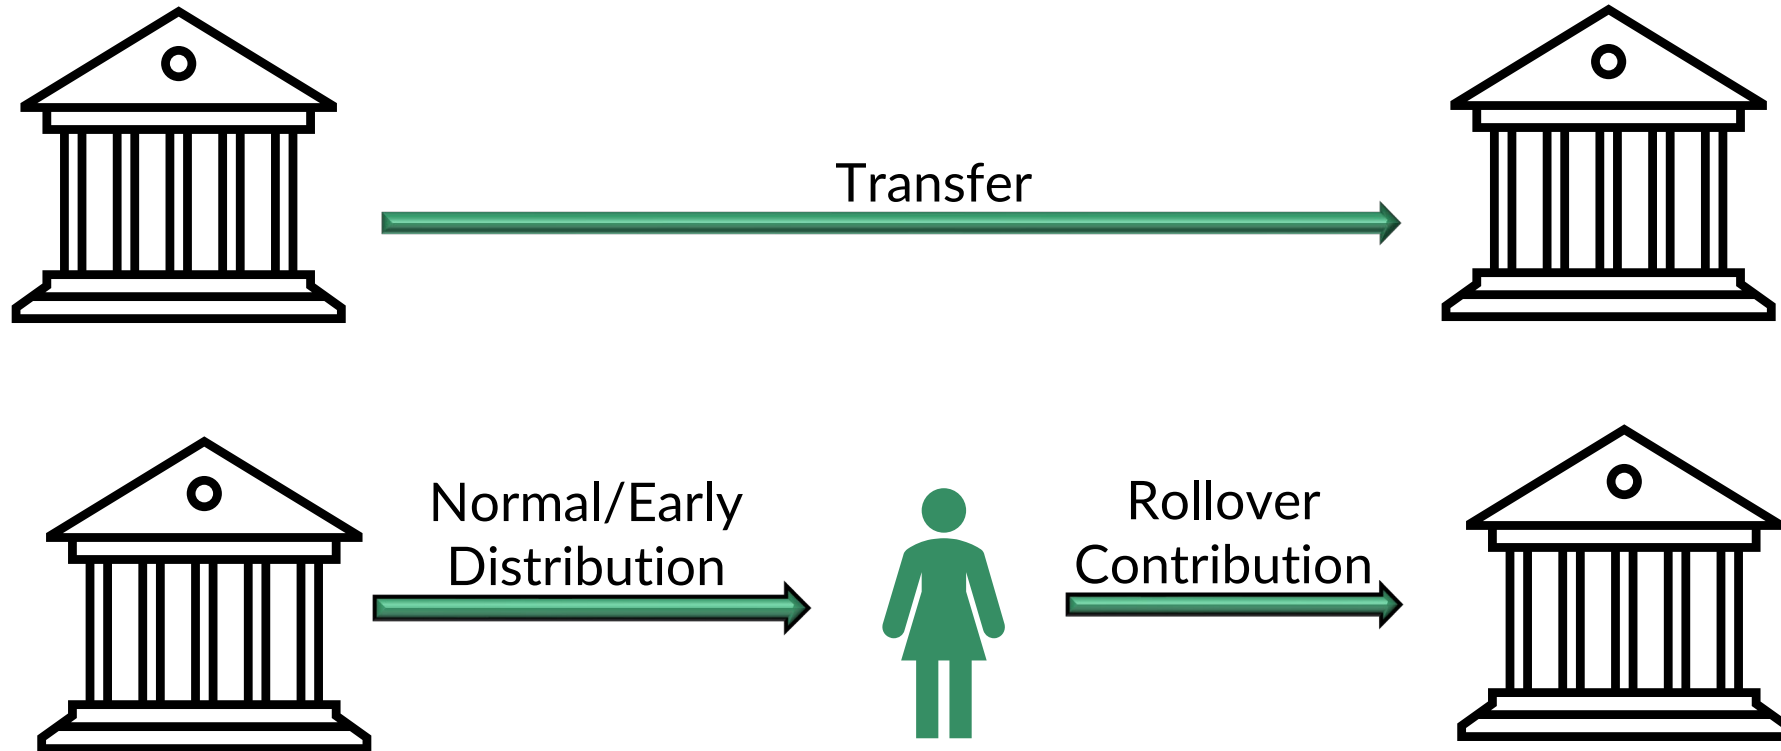 Transfer
Normal/Early
Distribution
Rollover
Contribution